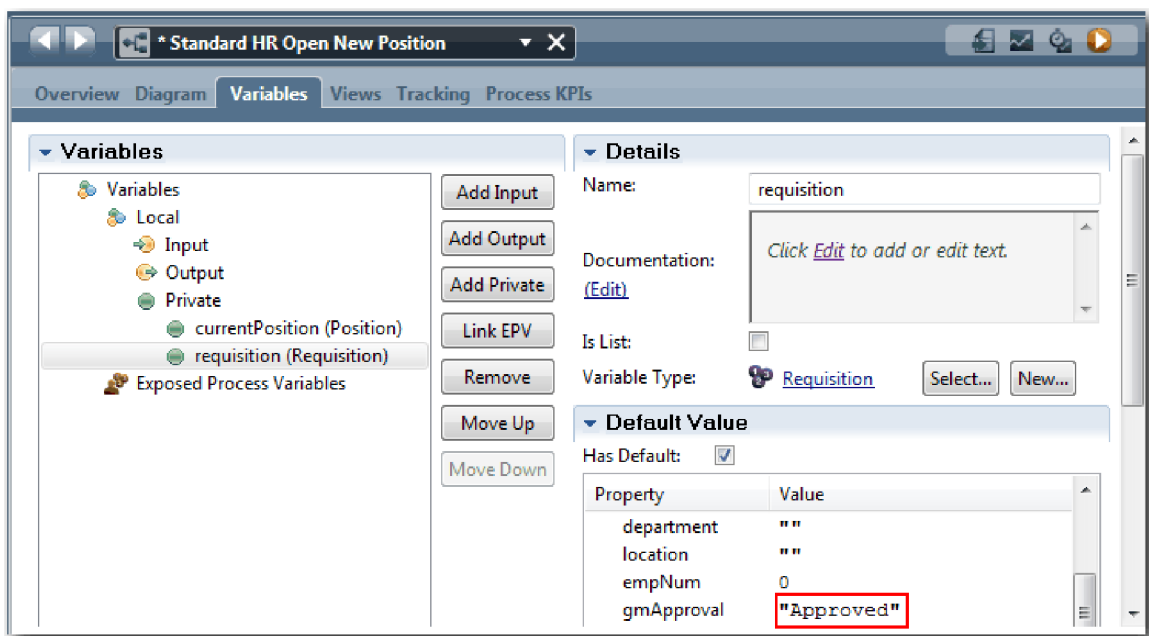 * Standard HR Open New Position
Overview Diagram Variables Views Tracking Process KPIs
Variables
Variables
Local
Input
Output
Private
currentPosition (Position)
requisition (Requisition)
Exposed Process Variables
Add Input
Add Output
Add Private
Link EPV
Remove
Move Up
Move Down
Details
Name: requisition
Documentation:
(Edit)
Click Edit to add or edit text.
Is List:
Variable Type: Requisition Select... New...
Default Value
Has Default:
Property Value
department ""
location ""
empNum 0
gmApproval "Approved"